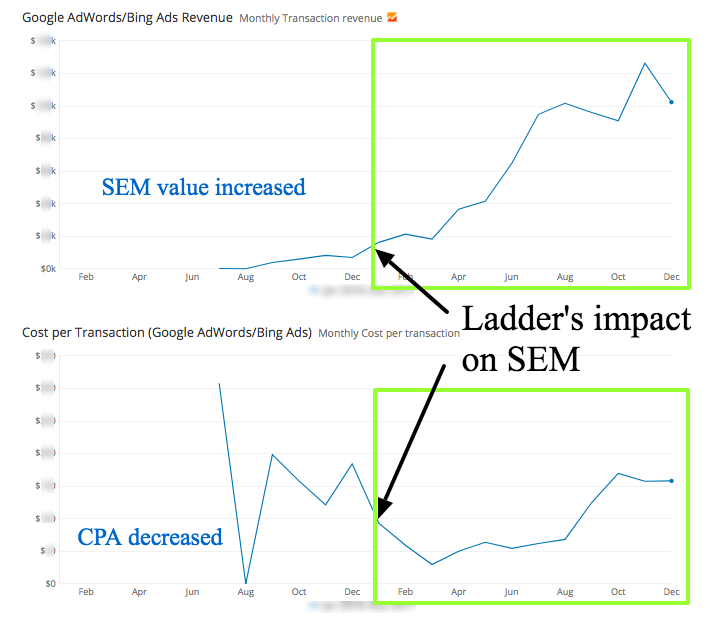 Google AdWords/Bing Ads Revenue Monthly Transaction revenue
$ k
$ k
$ k
$ k
$ k
$ k
$ k
$0k
SEM value increased
Feb Apr Jun Aug Oct Dec Feb Apr Jun Aug Oct Dec
Ladder's impact
on SEM
Cost per Transaction (Google AdWords/Bing Ads) Monthly Cost per transaction
$
$
$
$
$
$
$
$0
CPA decreased
Feb Apr Jun Aug Oct Dec Feb Apr Jun Aug Oct Dec